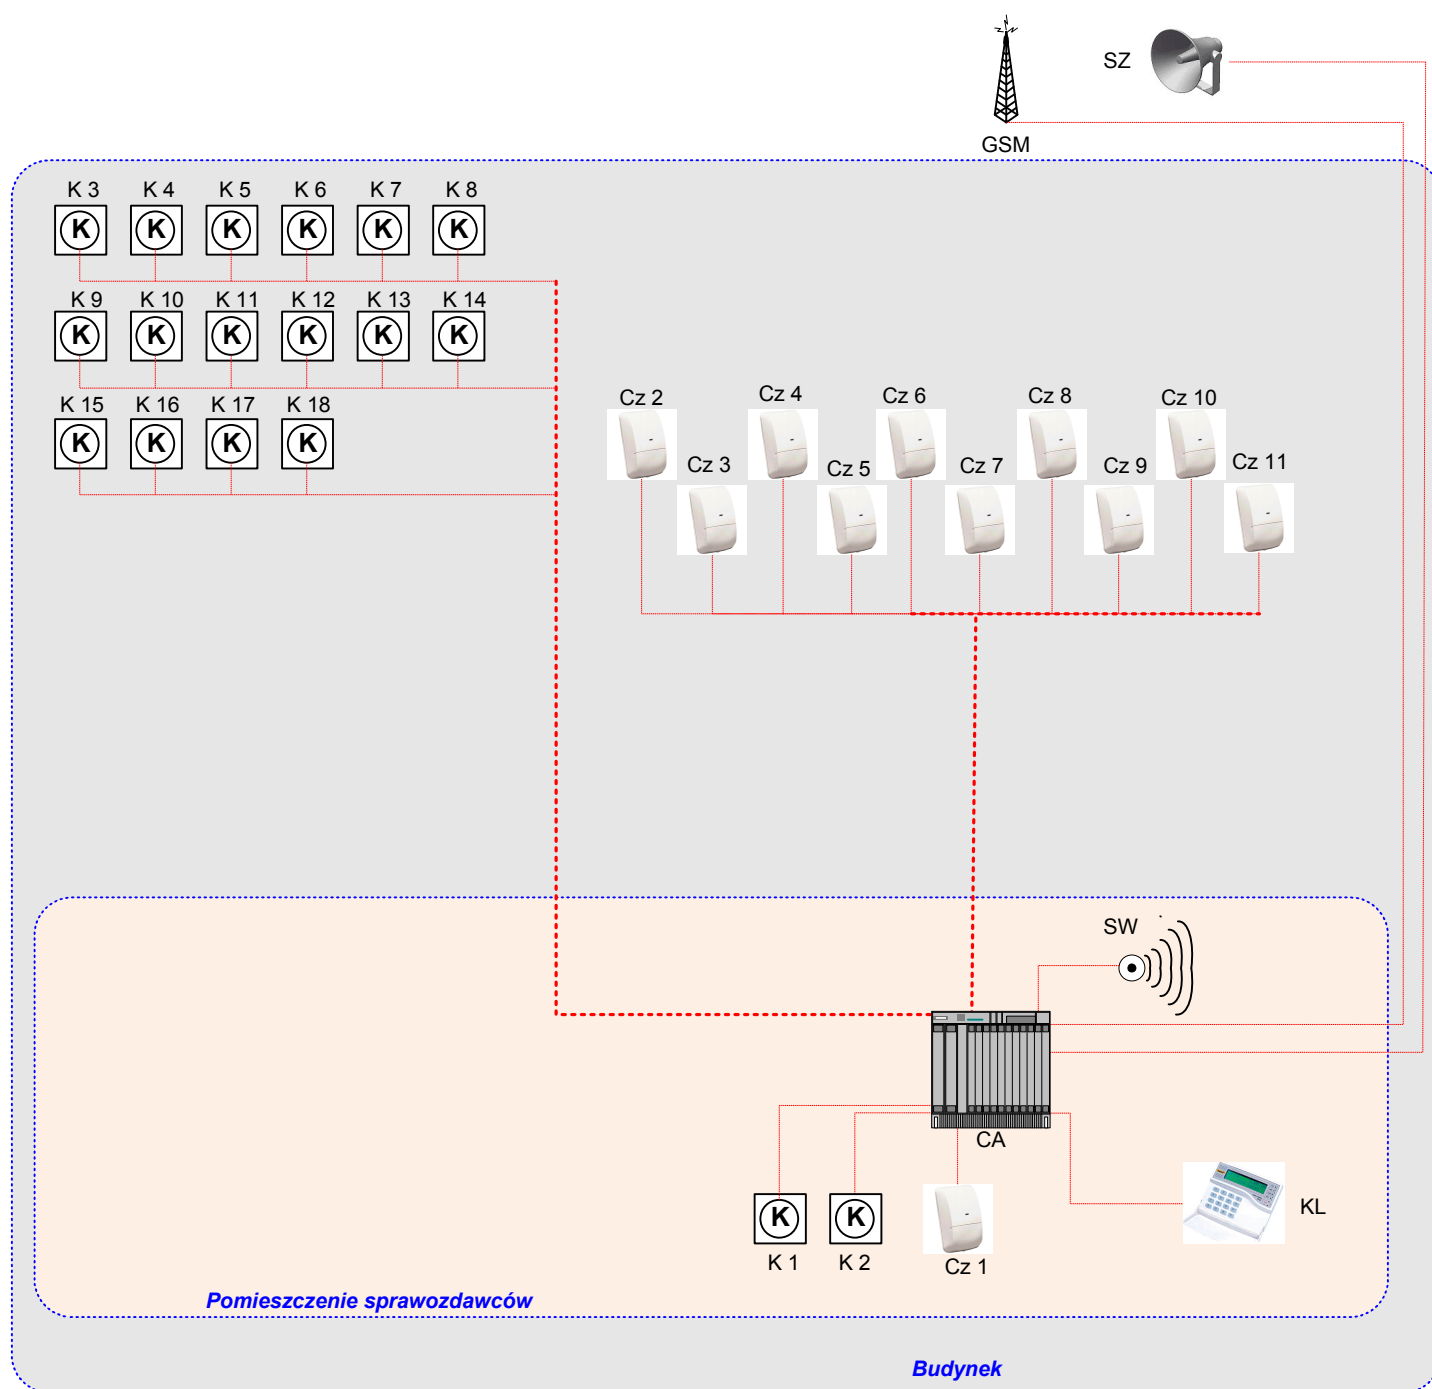 SZ
GSM
K 3 K 4 K 5 K 6 K 7 K 8
K K K K K K
K 9 K 10 K 11 K 12 K 13 K 14
K K K K K K
K 15 K 16 K 17 K 18
K K K K
Cz 2 Cz 4 Cz 6 Cz 8 Cz 10
Cz 3 Cz 5 Cz 7 Cz 9 Cz 11
SW
CA
K K
K 1 K 2 Cz 1
KL
Pomieszczenie sprawozdawców
Budynek